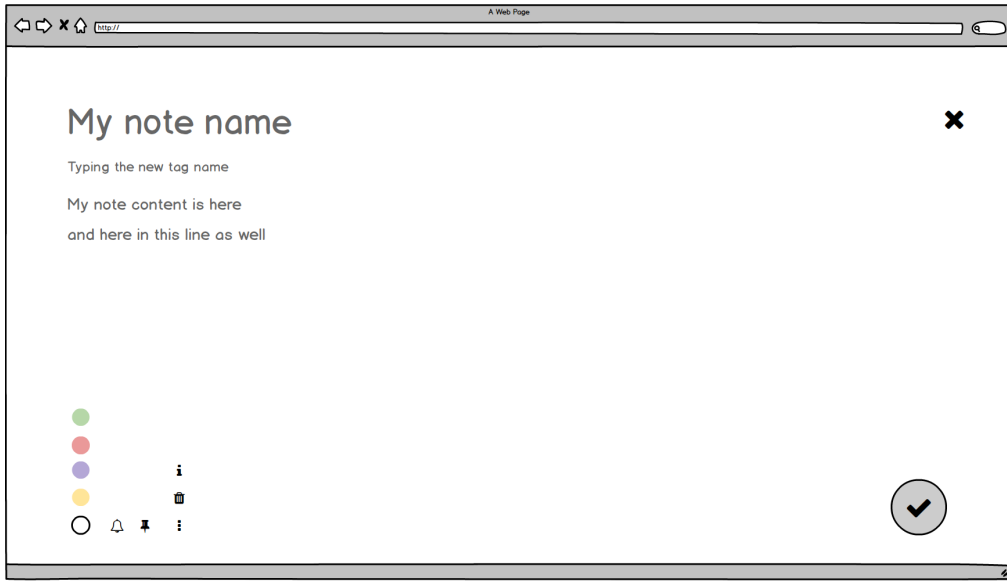 A Web Page
http://
My note name
Typing the new tag name
My note content is here
and here in this line as well